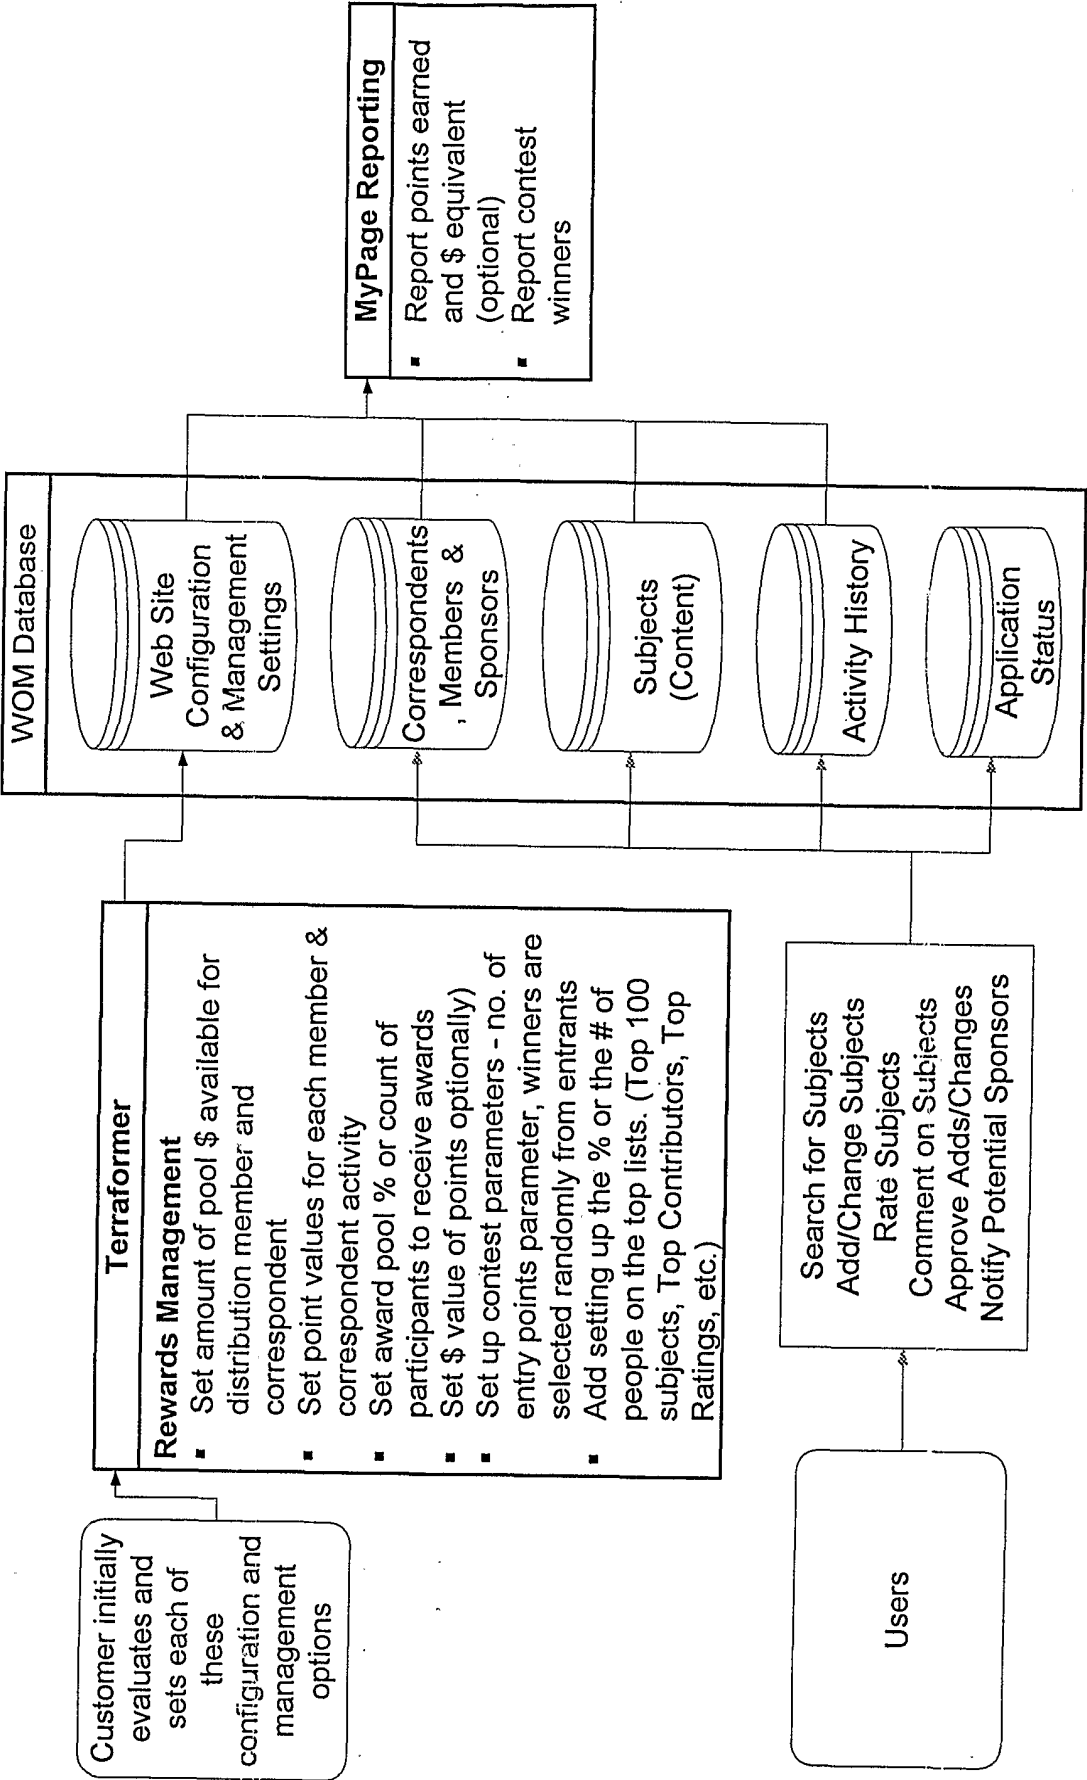 Customer initially
evaluates and
sets each of
these
configuration and
management
options
Terraformer
Rewards Management
▪ Set amount of pool $ available for
distribution member and
correspondent
▪ Set point values for each member &
correspondent activity
▪ Set award pool % or count of
participants to receive awards
▪ Set $ value of points optionally)
▪ Set up contest parameters - no. of
entry points parameter, winners are
selected randomly from entrants
▪ Add setting up the % or the # of
people on the top lists. (Top 100
subjects, Top Contributors, Top
Ratings, etc.)
Users
Search for Subjects
Add/Change Subjects
Rate Subjects
Comment on Subjects
Approve Adds/Changes
Notify Potential Sponsors
WOM Database
Web Site
Configuration
& Management
Settings
Correspondents
, Members &
Sponsors
Subjects
(Content)
Activity History
Application
Status
MyPage Reporting
▪ Report points earned
and $ equivalent
(optional)
▪ Report contest
winners